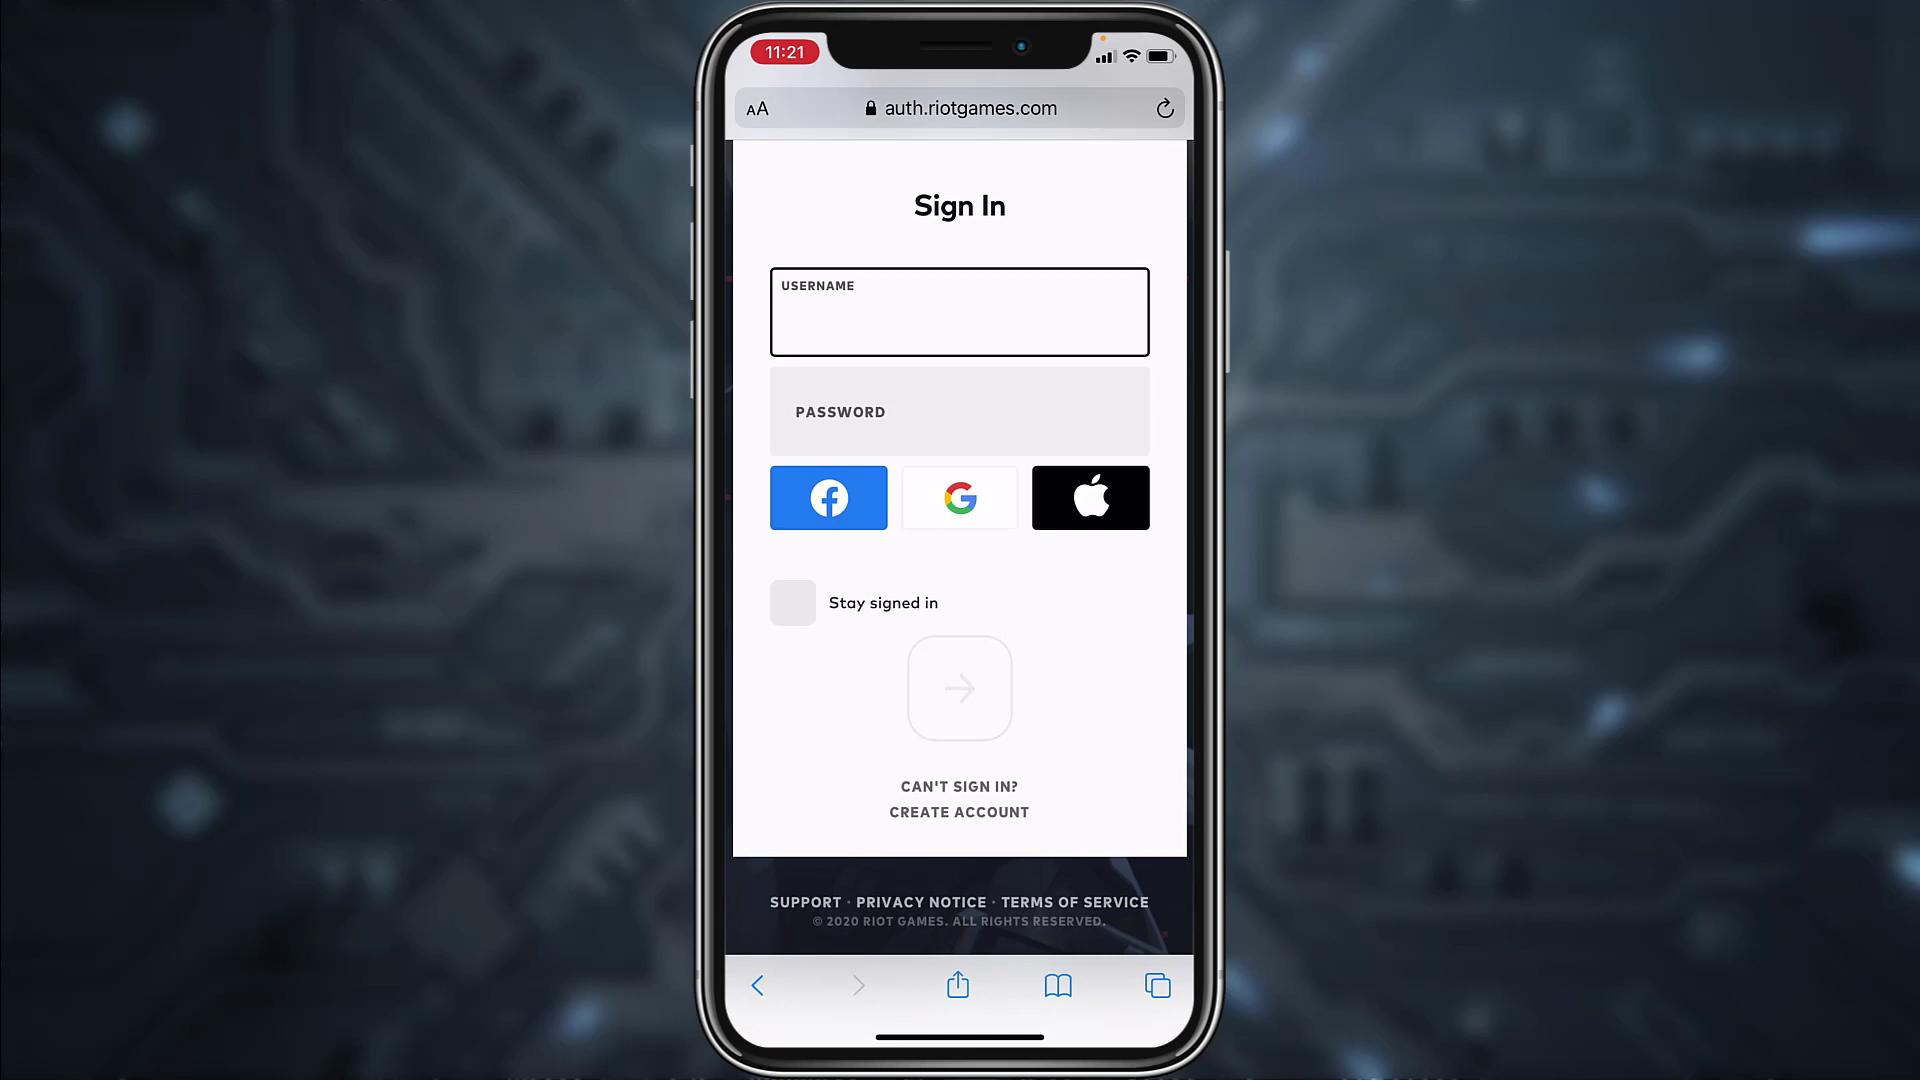 11:21
AA auth.riotgames.com
Sign In
USERNAME
PASSWORD
Stay signed in
CAN'T SIGN IN?
CREATE ACCOUNT
SUPPORT · PRIVACY NOTICE · TERMS OF SERVICE
© 2020 RIOT GAMES. ALL RIGHTS RESERVED.